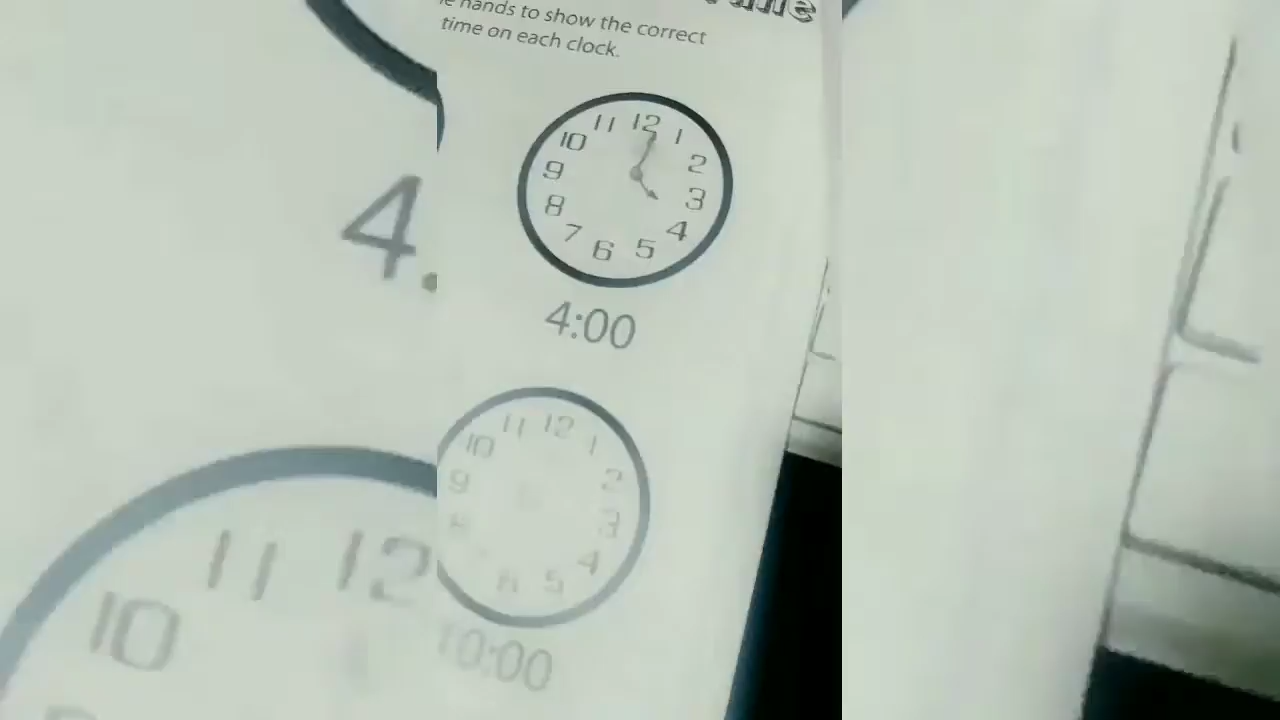 hands to show the correct
time on each clock.
11 12 1
10 2
9 3
8 4
7 6 5
4:00
4.
11 12 1
10 2
9 3
4
6 5
10:00
11 12
10